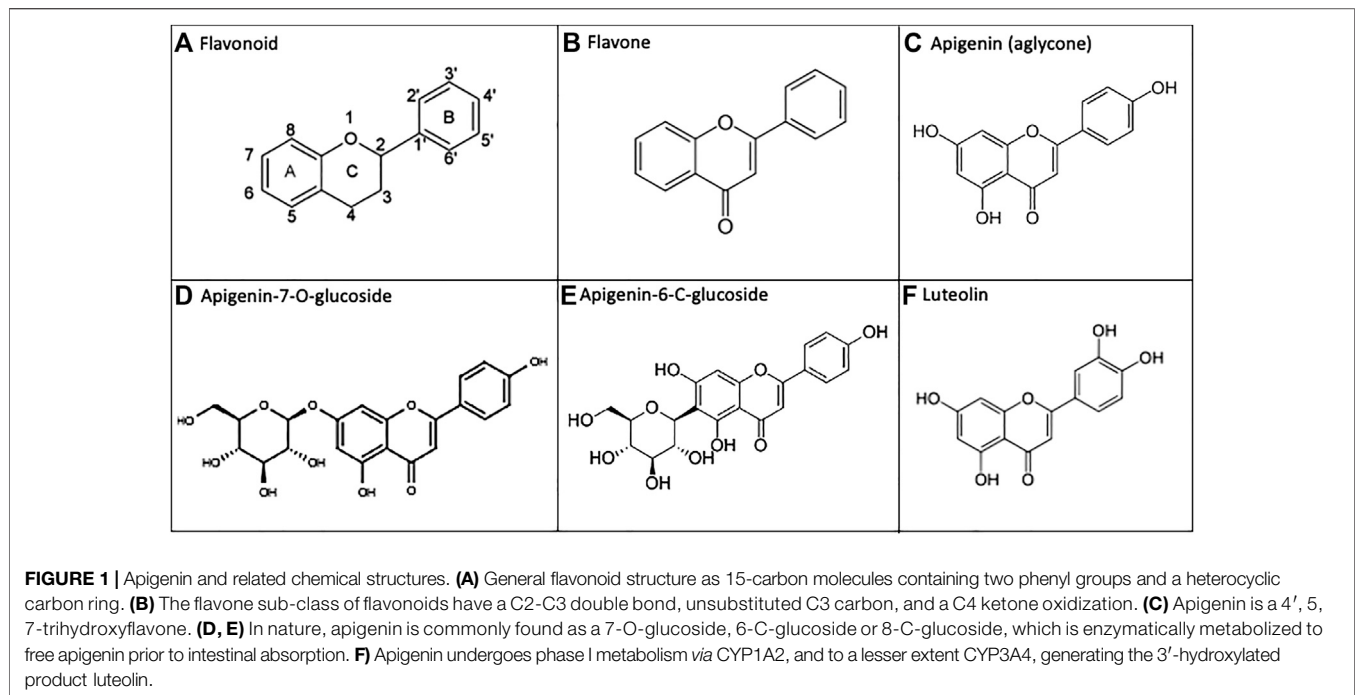 A Flavonoid
3'
2'
4'
B
1
O
8
5'
2
1'
7
6'
A
C
6
3
5
4
B Flavone
O
O
C Apigenin (aglycone)
OH
HO
O
OH
O
D Apigenin-7-O-glucoside
OH
O
O
O
HO
HO
OH
OH
OH
O
E Apigenin-6-C-glucoside
OH
HO
O
O
HO
OH
O
HO
OH
OH
F Luteolin
OH
OH
HO
O
OH
O
FIGURE 1 | Apigenin and related chemical structures. (A) General flavonoid structure as 15-carbon molecules containing two phenyl groups and a heterocyclic
carbon ring. (B) The flavone sub-class of flavonoids have a C2-C3 double bond, unsubstituted C3 carbon, and a C4 ketone oxidization. (C) Apigenin is a 4′, 5,
7-trihydroxyflavone. (D, E) In nature, apigenin is commonly found as a 7-O-glucoside, 6-C-glucoside or 8-C-glucoside, which is enzymatically metabolized to
free apigenin prior to intestinal absorption. F) Apigenin undergoes phase I metabolism via CYP1A2, and to a lesser extent CYP3A4, generating the 3′-hydroxylated
product luteolin.